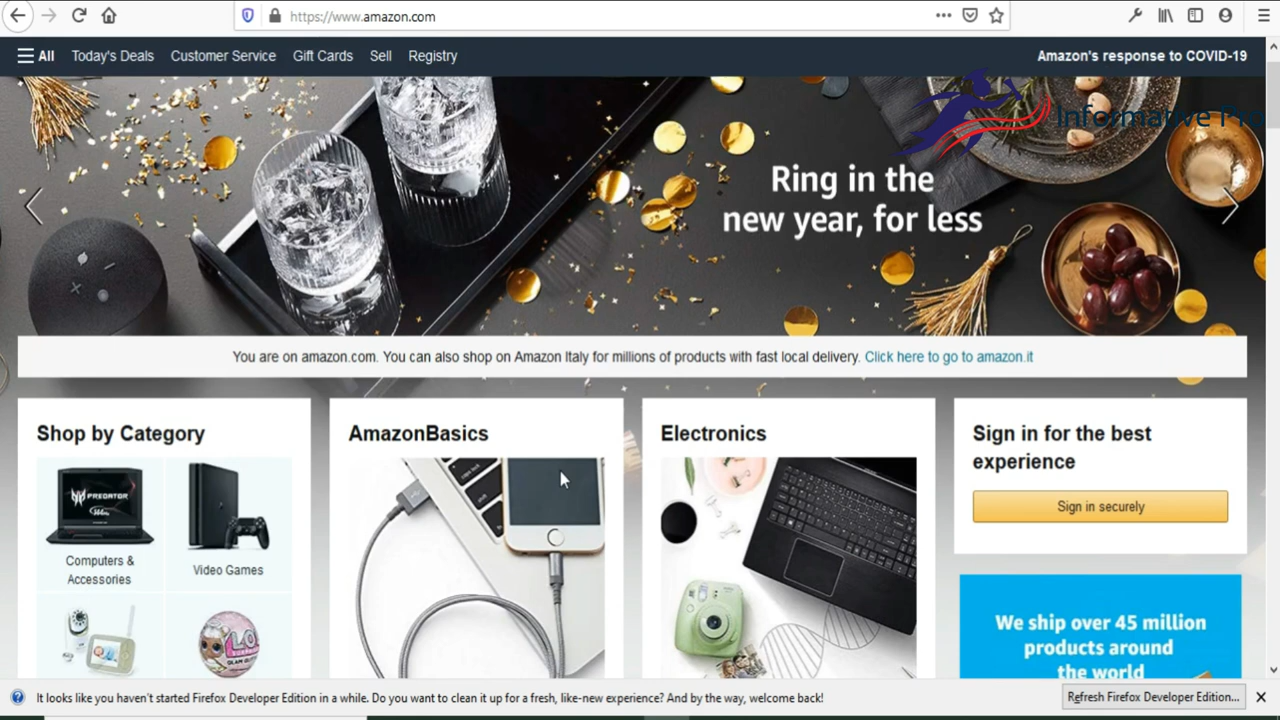 https://www.amazon.com
All Today's Deals Customer Service Gift Cards Sell Registry Amazon's response to COVID-19
Informative Pro
Ring in the
new year, for less
You are on amazon.com. You can also shop on Amazon Italy for millions of products with fast local delivery. Click here to go to amazon.it
Shop by Category
AmazonBasics
Electronics
Sign in for the best
experience
Sign in securely
PREDATOR
Computers &
Accessories
Video Games
We ship over 45 million
products around
the world
It looks like you haven't started Firefox Developer Edition in a while. Do you want to clean it up for a fresh, like-new experience? And by the way, welcome back!
Refresh Firefox Developer Edition...